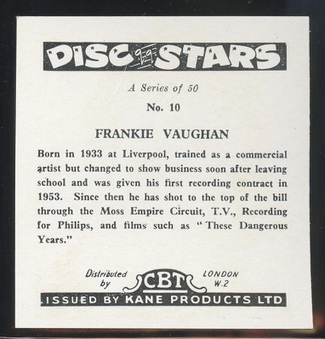 DISC STARS
A Series of 50
No. 10
FRANKIE VAUGHAN
Born in 1933 at Liverpool, trained as a commercial
artist but changed to show business soon after leaving
school and was given his first recording contract in
1953. Since then he has shot to the top of the bill
through the Moss Empire Circuit, T.V., Recording
for Philips, and films such as "These Dangerous
Years."
Distributed by CBT LONDON W.2
ISSUED BY KANE PRODUCTS LTD